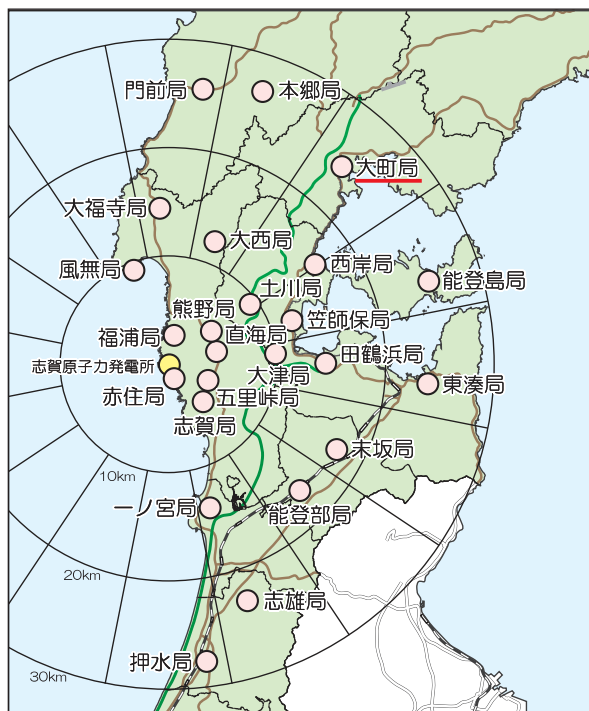 門前局
本郷局
大町局
大福寺局
大西局
風無局
西岸局
能登島局
土川局
熊野局
笠師保局
福浦局
直海局
志賀原子力発電所
大津局
田鶴浜局
赤住局
五里峠局
東湊局
志賀局
末坂局
10km
一ノ宮局
能登部局
20km
志雄局
押水局
30km